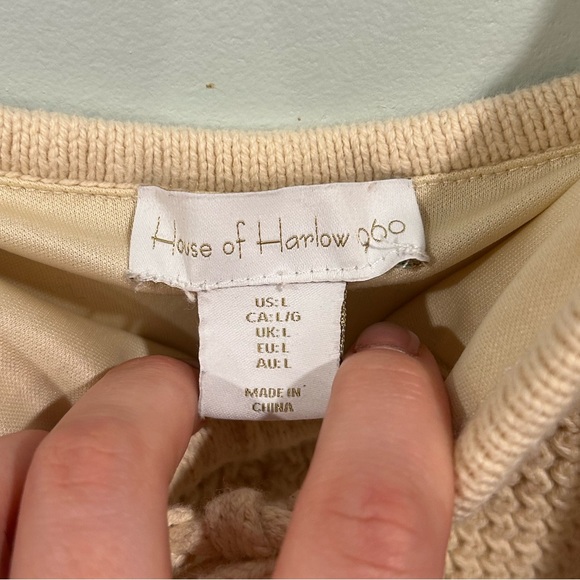 House of Harlow 1960
US: L
CA: L/G
UK: L
EU: L
AU: L
MADE IN
CHINA